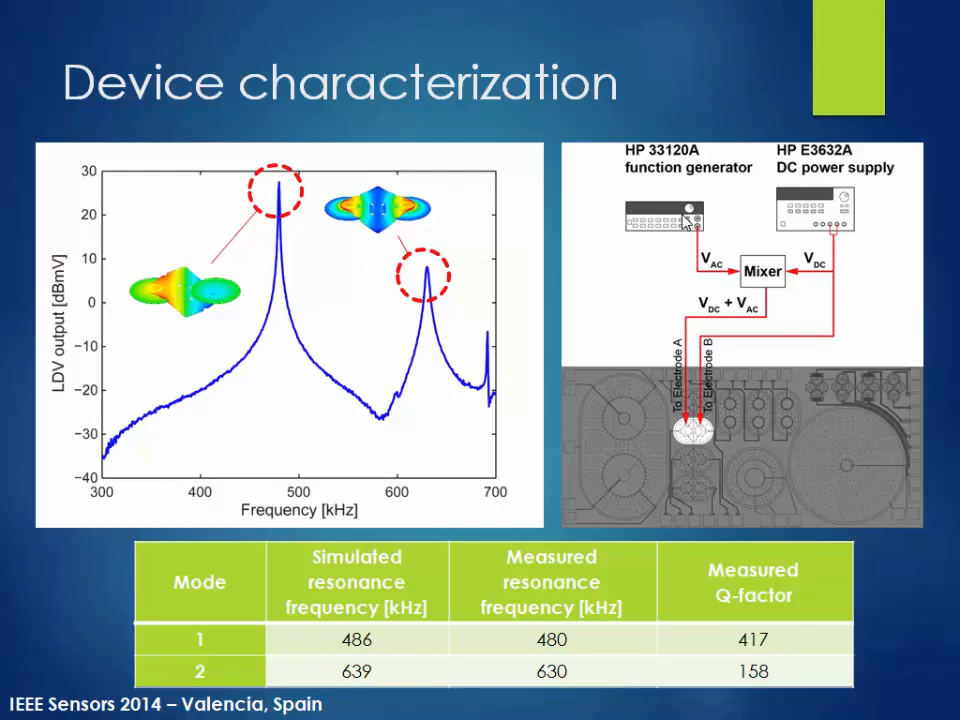 Device characterization
30
20
10
0
−10
−20
−30
−40
300 400 500 600 700
LDV output [dBmV]
Frequency [kHz]
HP 33120A
function generator
HP E3632A
DC power supply
VAC
Mixer
VDC
VDC + VAC
To Electrode A
To Electrode B
Mode
Simulated
resonance
frequency [kHz]
Measured
resonance
frequency [kHz]
Measured
Q-factor
1 486 480 417
2 639 630 158
IEEE Sensors 2014 – Valencia, Spain